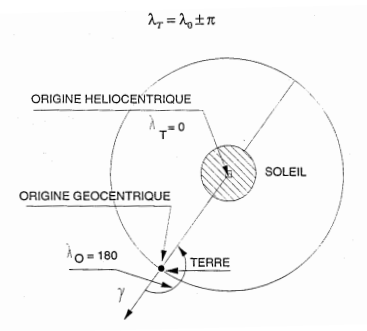 λ_T = λ_0 ± π
ORIGINE HELIOCENTRIQUE
λ_T = 0
SOLEIL
ORIGINE GEOCENTRIQUE
λ_O = 180
TERRE
γ